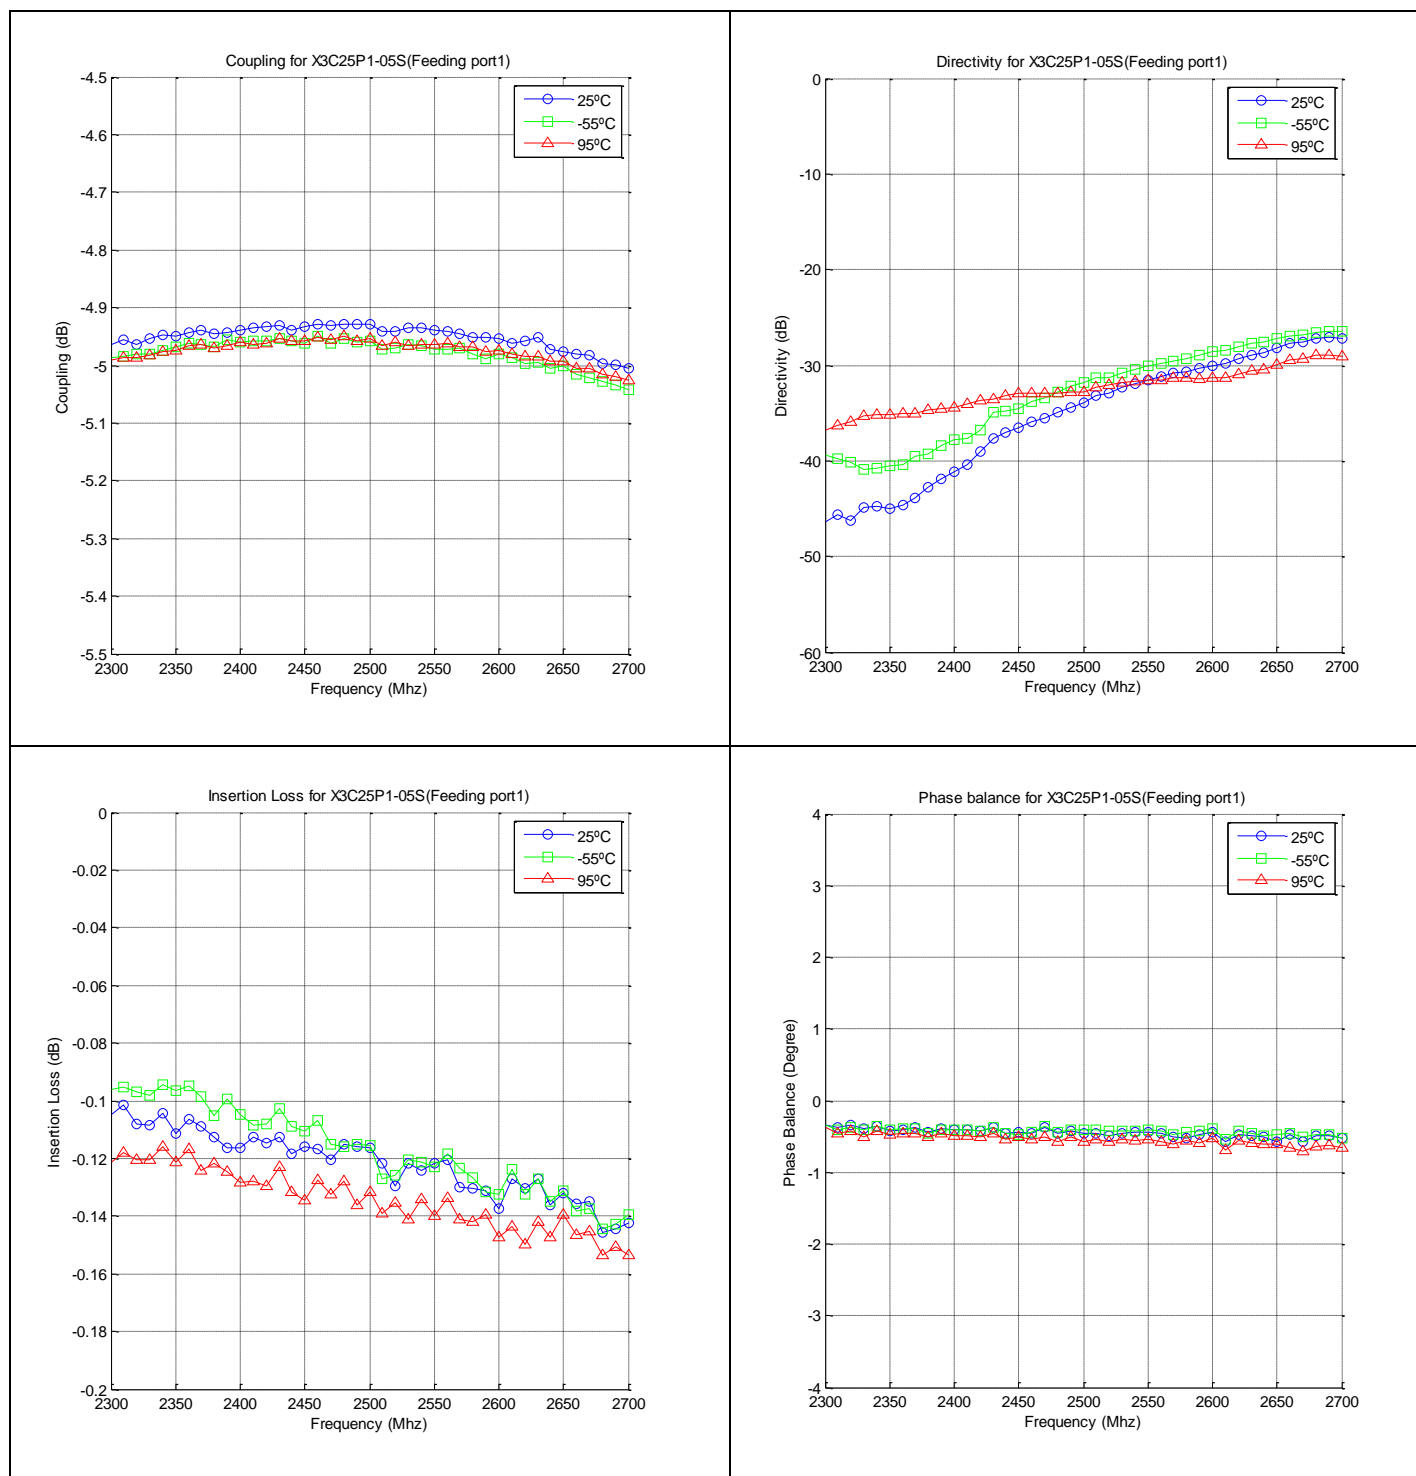 Coupling for X3C25P1-05S(Feeding port1)
-4.5
-4.6
-4.7
-4.8
-4.9
-5
-5.1
-5.2
-5.3
-5.4
-5.5
Coupling (dB)
25ºC
-55ºC
95ºC
2300 2350 2400 2450 2500 2550 2600 2650 2700
Frequency (Mhz)
Directivity for X3C25P1-05S(Feeding port1)
0
-10
-20
-30
-40
-50
-60
Directivity (dB)
25ºC
-55ºC
95ºC
2300 2350 2400 2450 2500 2550 2600 2650 2700
Frequency (Mhz)
Insertion Loss for X3C25P1-05S(Feeding port1)
0
-0.02
-0.04
-0.06
-0.08
-0.1
-0.12
-0.14
-0.16
-0.18
-0.2
Insertion Loss (dB)
25ºC
-55ºC
95ºC
2300 2350 2400 2450 2500 2550 2600 2650 2700
Frequency (Mhz)
Phase balance for X3C25P1-05S(Feeding port1)
4
3
2
1
0
-1
-2
-3
-4
Phase Balance (Degree)
25ºC
-55ºC
95ºC
2300 2350 2400 2450 2500 2550 2600 2650 2700
Frequency (Mhz)